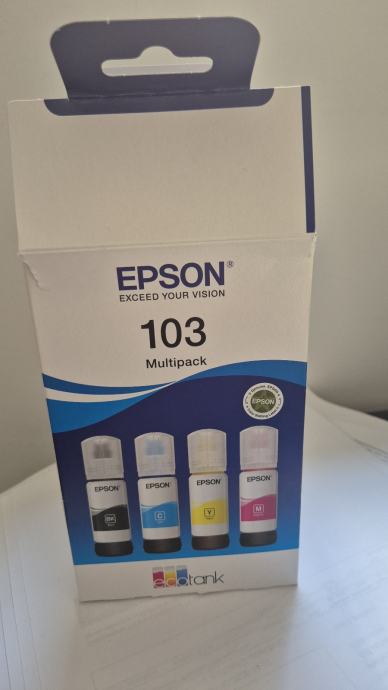 EPSON®
EXCEED YOUR VISION
103
Multipack
EPSON
EPSON
EPSON
EPSON
EPSON
BK
C
Y
M
ecotank